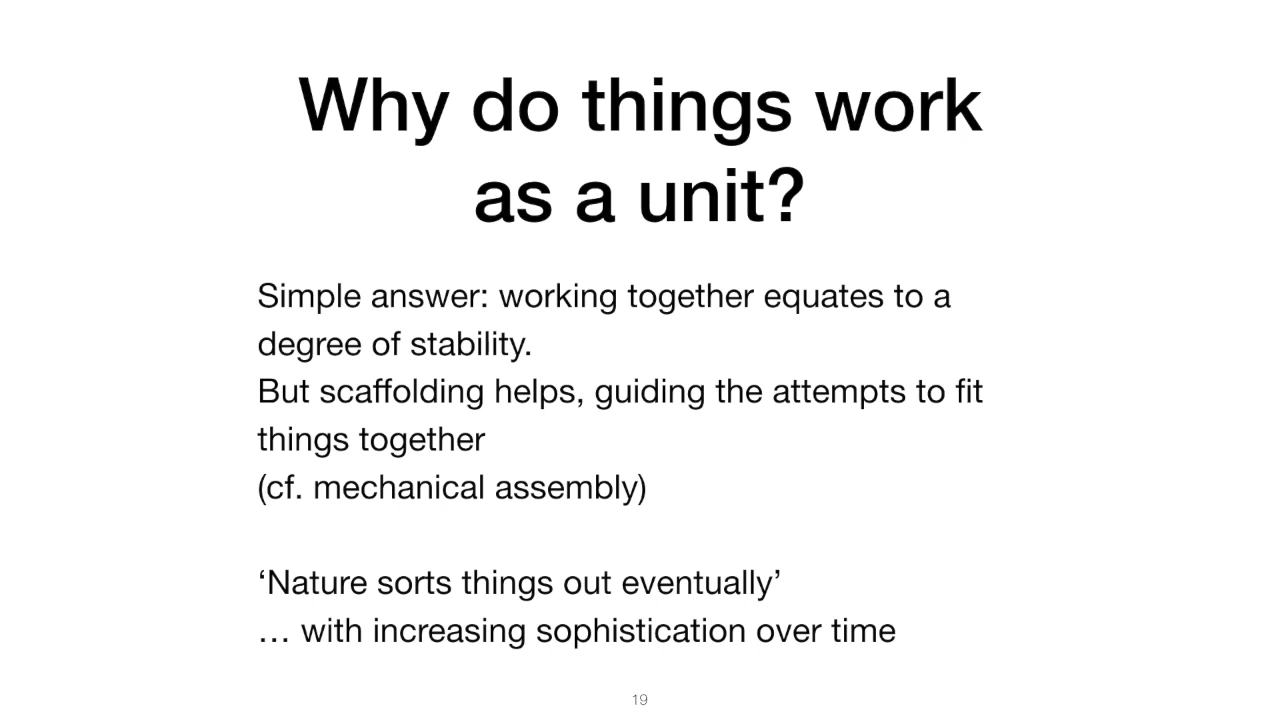 Why do things work
as a unit?
Simple answer: working together equates to a
degree of stability.
But scaffolding helps, guiding the attempts to fit
things together
(cf. mechanical assembly)
‘Nature sorts things out eventually’
… with increasing sophistication over time
19